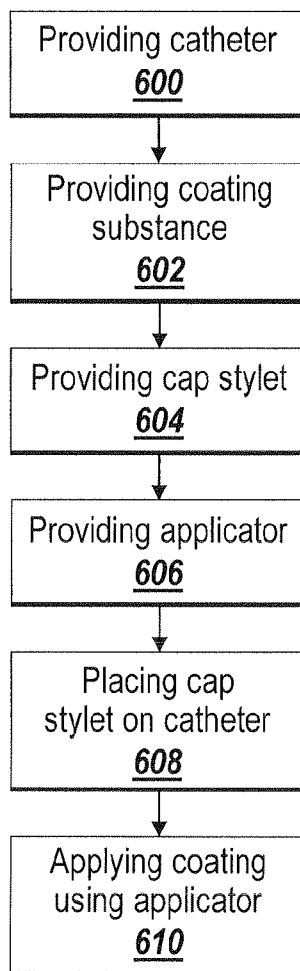 Providing catheter
600
Providing coating
substance
602
Providing cap stylet
604
Providing applicator
606
Placing cap
stylet on catheter
608
Applying coating
using applicator
610